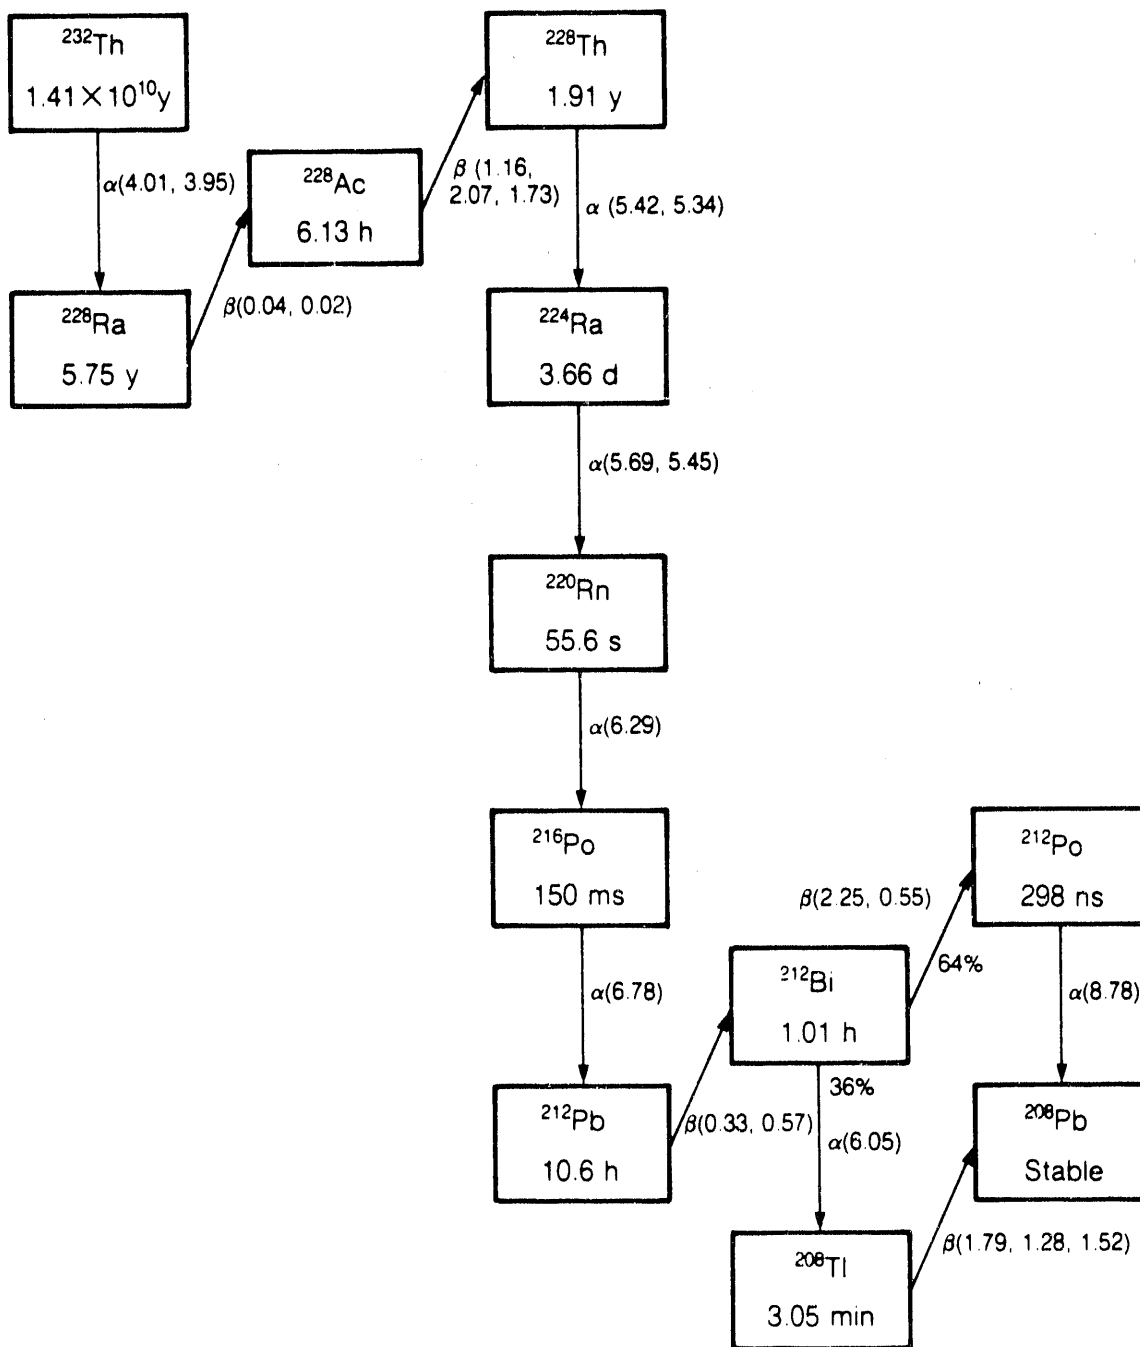 ²³²Th
1.41×10¹⁰y
α(4.01, 3.95)
²²⁸Ra
5.75 y
β(0.04, 0.02)
²²⁸Ac
6.13 h
β (1.16,
2.07, 1.73)
²²⁸Th
1.91 y
α (5.42, 5.34)
²²⁴Ra
3.66 d
α(5.69, 5.45)
²²⁰Rn
55.6 s
α(6.29)
²¹⁶Po
150 ms
α(6.78)
²¹²Pb
10.6 h
β(0.33, 0.57)
²¹²Bi
1.01 h
β(2.25, 0.55)
64%
²¹²Po
298 ns
α(8.78)
36%
α(6.05)
²⁰⁸Tl
3.05 min
β(1.79, 1.28, 1.52)
²⁰⁸Pb
Stable